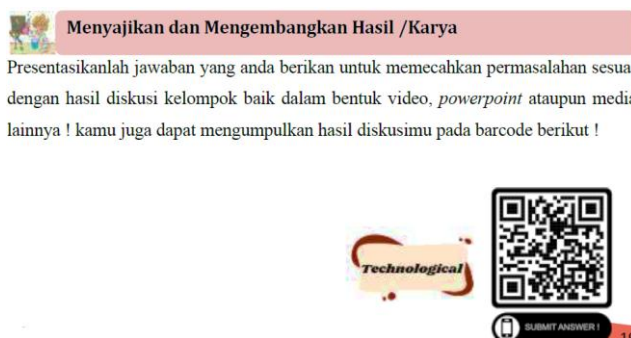 Menyajikan dan Mengembangkan Hasil /Karya
Presentasikanlah jawaban yang anda berikan untuk memecahkan permasalahan sesua
dengan hasil diskusi kelompok baik dalam bentuk video, powerpoint ataupun media
lainnya ! kamu juga dapat mengumpulkan hasil diskusimu pada barcode berikut !
Technological
SUBMIT ANSWER !